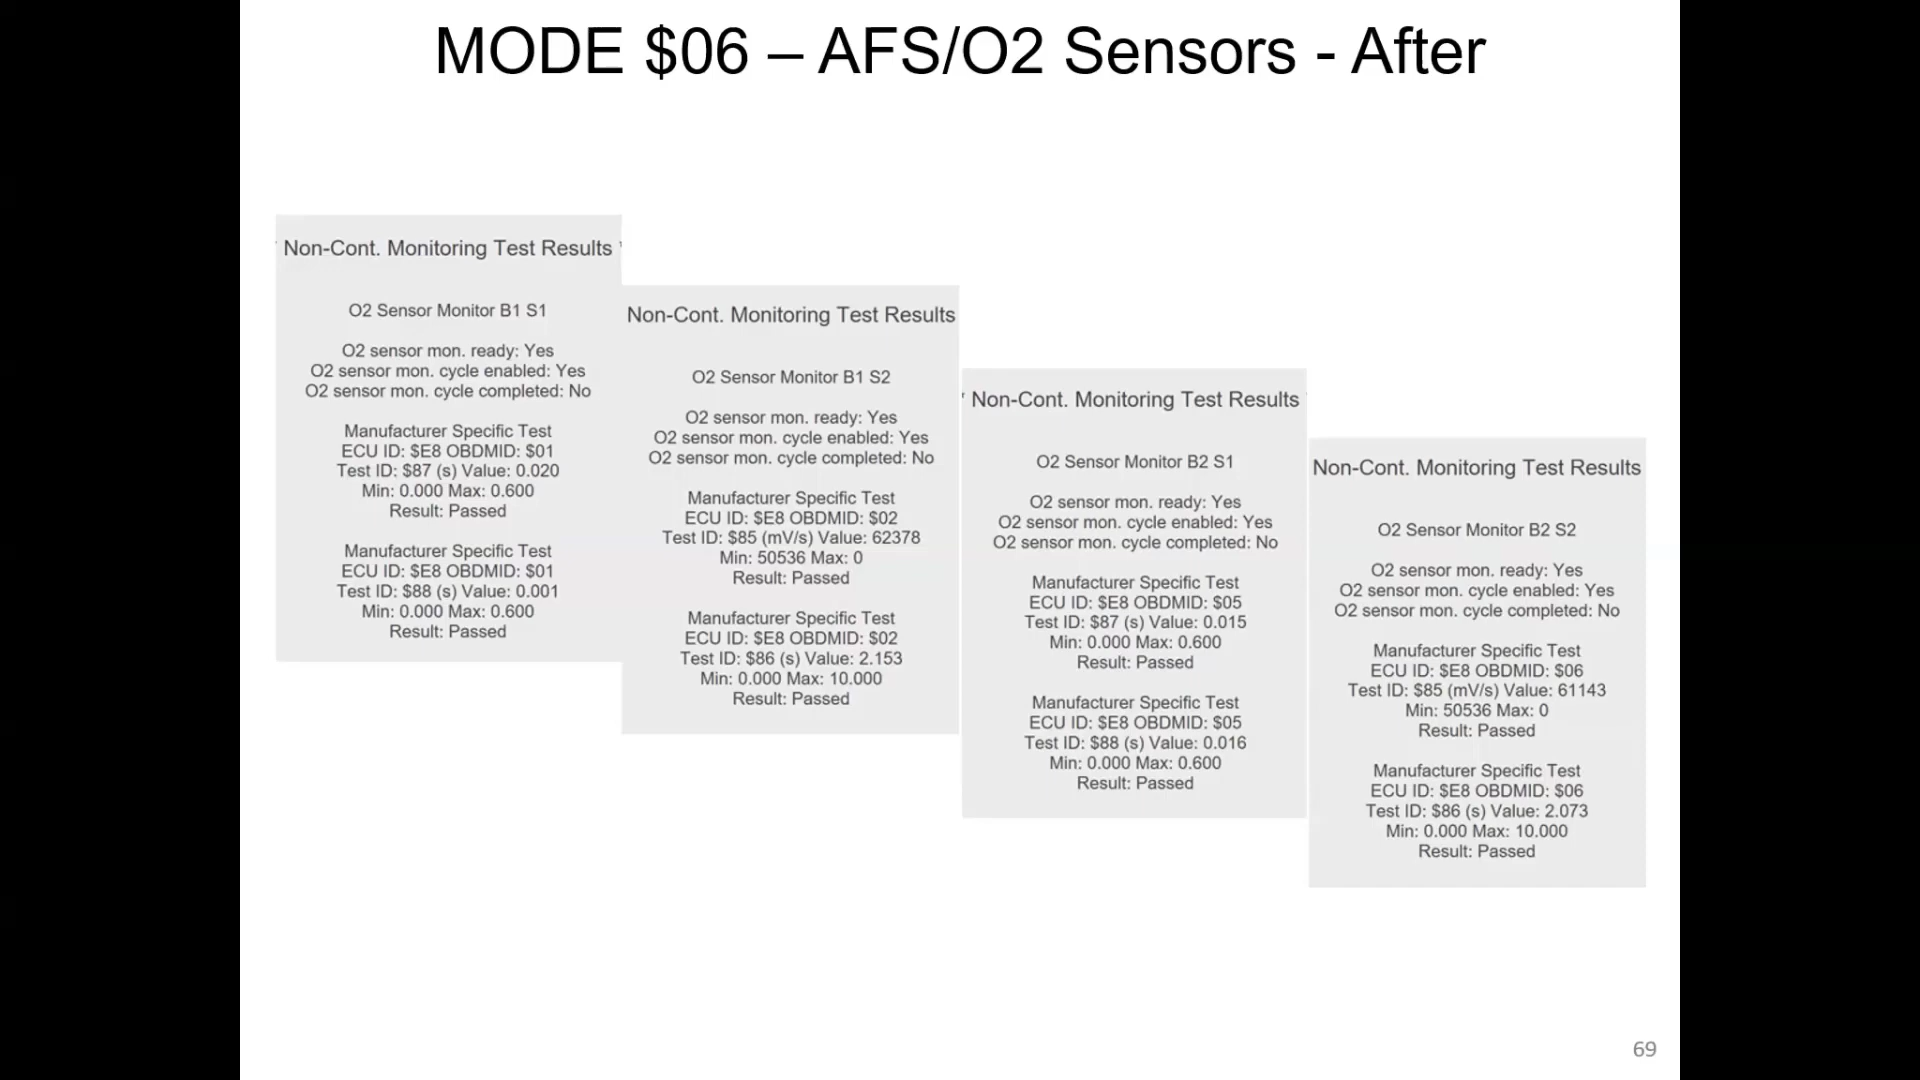 MODE $06 – AFS/O2 Sensors - After
' Non-Cont. Monitoring Test Results '
O2 Sensor Monitor B1 S1
O2 sensor mon. ready: Yes
O2 sensor mon. cycle enabled: Yes
O2 sensor mon. cycle completed: No
Manufacturer Specific Test
ECU ID: $E8 OBDMID: $01
Test ID: $87 (s) Value: 0.020
Min: 0.000 Max: 0.600
Result: Passed
Manufacturer Specific Test
ECU ID: $E8 OBDMID: $01
Test ID: $88 (s) Value: 0.001
Min: 0.000 Max: 0.600
Result: Passed
Non-Cont. Monitoring Test Results
O2 Sensor Monitor B1 S2
O2 sensor mon. ready: Yes
O2 sensor mon. cycle enabled: Yes
O2 sensor mon. cycle completed: No
Manufacturer Specific Test
ECU ID: $E8 OBDMID: $02
Test ID: $85 (mV/s) Value: 62378
Min: 50536 Max: 0
Result: Passed
Manufacturer Specific Test
ECU ID: $E8 OBDMID: $02
Test ID: $86 (s) Value: 2.153
Min: 0.000 Max: 10.000
Result: Passed
' Non-Cont. Monitoring Test Results '
O2 Sensor Monitor B2 S1
O2 sensor mon. ready: Yes
O2 sensor mon. cycle enabled: Yes
O2 sensor mon. cycle completed: No
Manufacturer Specific Test
ECU ID: $E8 OBDMID: $05
Test ID: $87 (s) Value: 0.015
Min: 0.000 Max: 0.600
Result: Passed
Manufacturer Specific Test
ECU ID: $E8 OBDMID: $05
Test ID: $88 (s) Value: 0.016
Min: 0.000 Max: 0.600
Result: Passed
Non-Cont. Monitoring Test Results
O2 Sensor Monitor B2 S2
O2 sensor mon. ready: Yes
O2 sensor mon. cycle enabled: Yes
O2 sensor mon. cycle completed: No
Manufacturer Specific Test
ECU ID: $E8 OBDMID: $06
Test ID: $85 (mV/s) Value: 61143
Min: 50536 Max: 0
Result: Passed
Manufacturer Specific Test
ECU ID: $E8 OBDMID: $06
Test ID: $86 (s) Value: 2.073
Min: 0.000 Max: 10.000
Result: Passed
69